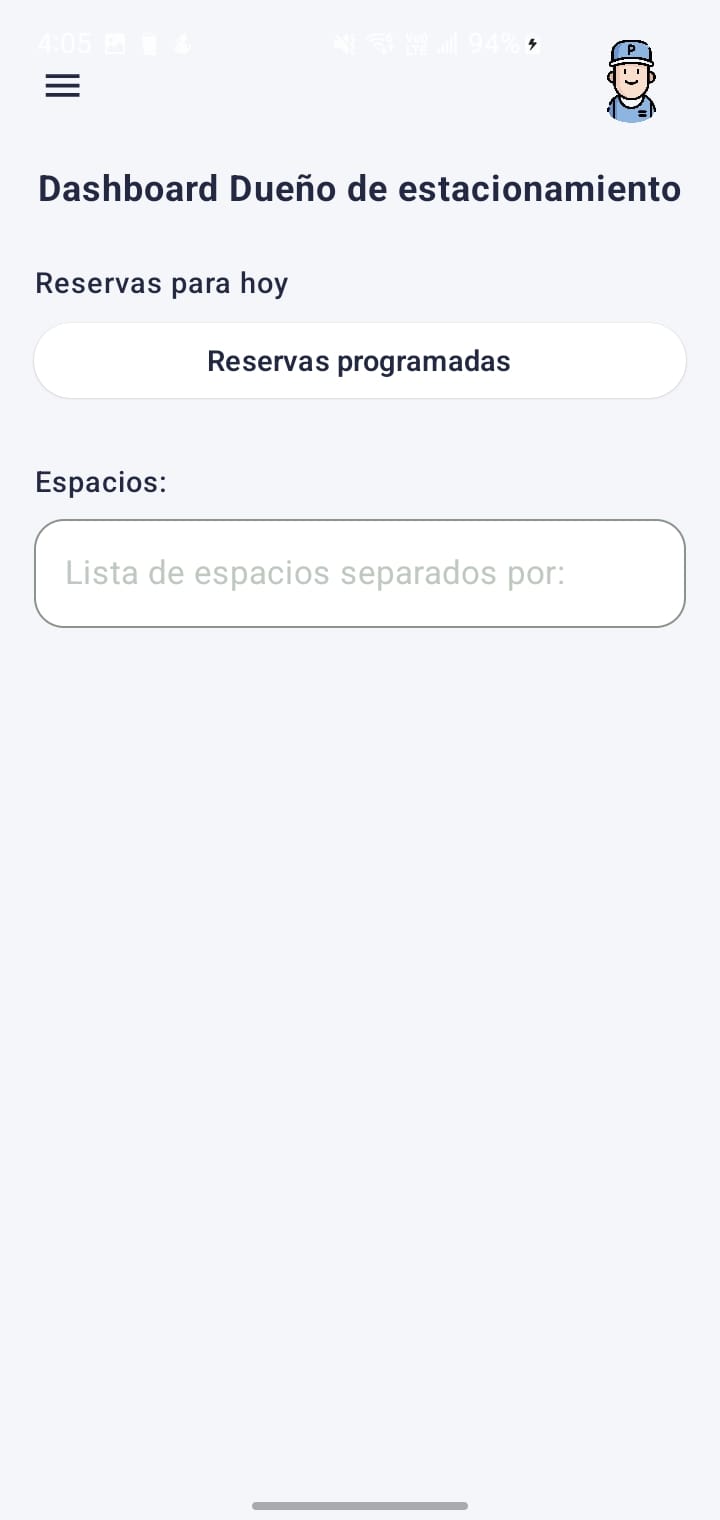 4:05
94%
P
Dashboard Dueño de estacionamiento
Reservas para hoy
Reservas programadas
Espacios:
Lista de espacios separados por: